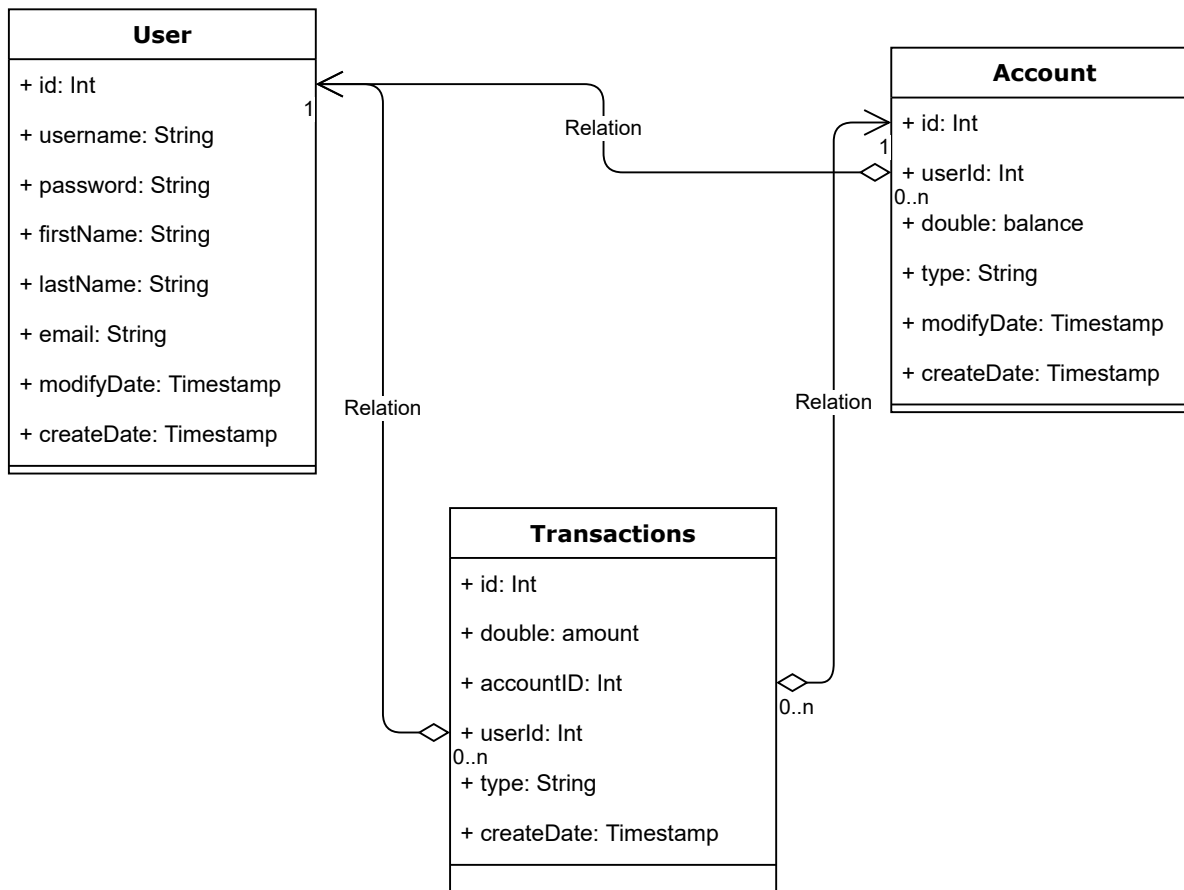 User
+ id: Int
+ username: String
+ password: String
+ firstName: String
+ lastName: String
+ email: String
+ modifyDate: Timestamp
+ createDate: Timestamp
1
Relation
Account
+ id: Int
1
+ userId: Int
0..n
+ double: balance
+ type: String
+ modifyDate: Timestamp
+ createDate: Timestamp
Relation
Relation
Transactions
+ id: Int
+ double: amount
+ accountID: Int
0..n
+ userId: Int
0..n
+ type: String
+ createDate: Timestamp